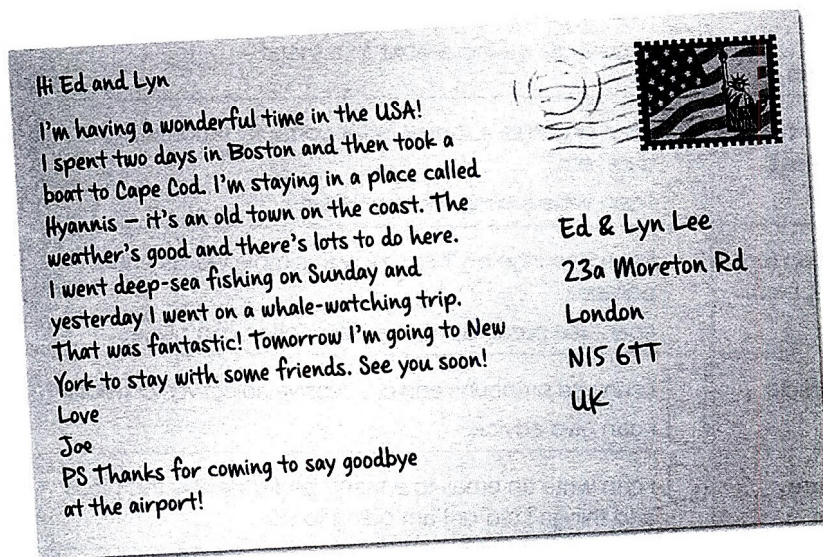 Hi Ed and Lyn
I'm having a wonderful time in the USA!
I spent two days in Boston and then took a
boat to Cape Cod. I'm staying in a place called
Hyannis – it's an old town on the coast. The
weather's good and there's lots to do here.
I went deep-sea fishing on Sunday and
yesterday I went on a whale-watching trip.
That was fantastic! Tomorrow I'm going to New
York to stay with some friends. See you soon!
Love
Joe
PS Thanks for coming to say goodbye
at the airport!
Ed & Lyn Lee
23a Moreton Rd
London
N15 6TT
UK